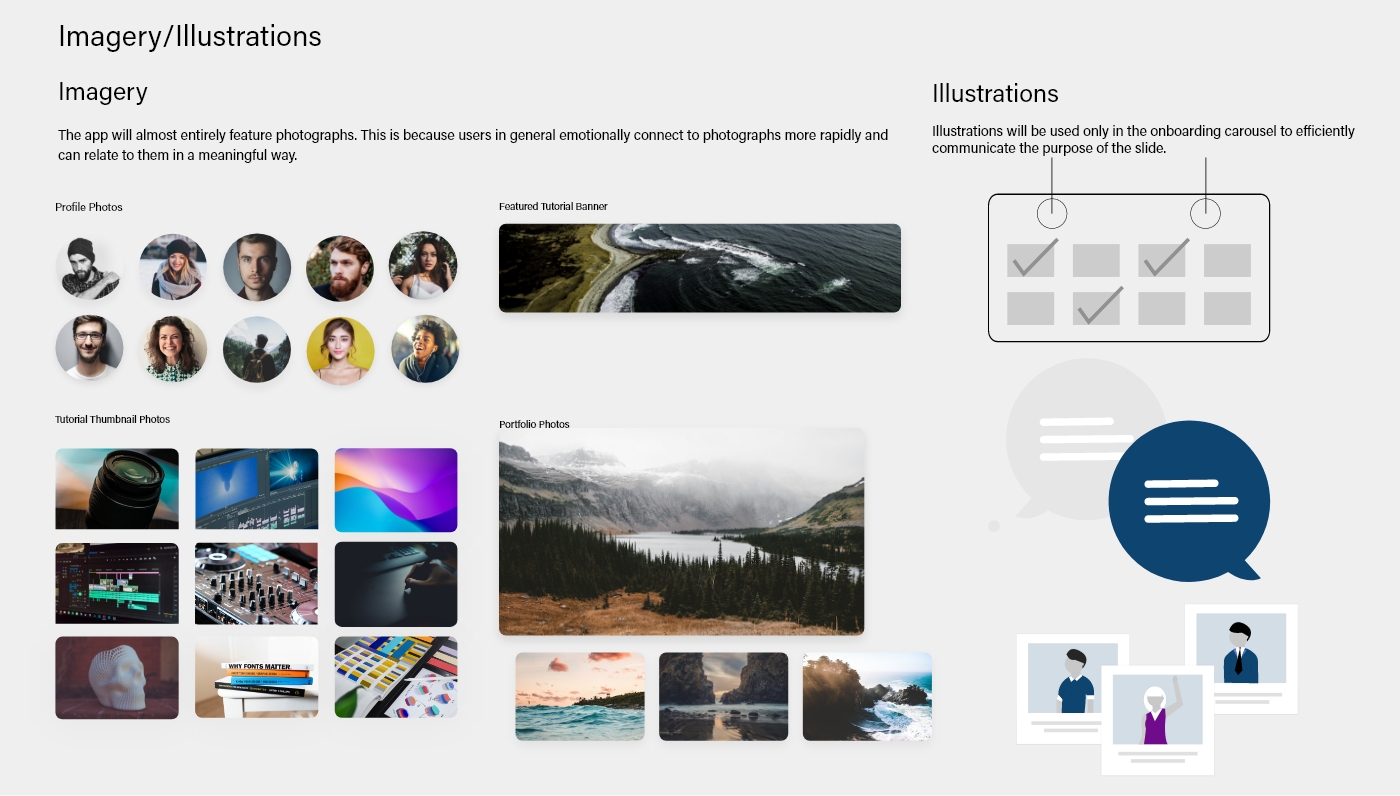 Imagery/Illustrations
Imagery
The app will almost entirely feature photographs. This is because users in general emotionally connect to photographs more rapidly and
can relate to them in a meaningful way.
Illustrations
Illustrations will be used only in the onboarding carousel to efficiently
communicate the purpose of the slide.
Profile Photos
Featured Tutorial Banner
Tutorial Thumbnail Photos
Portfolio Photos
WHY FONTS MATTER